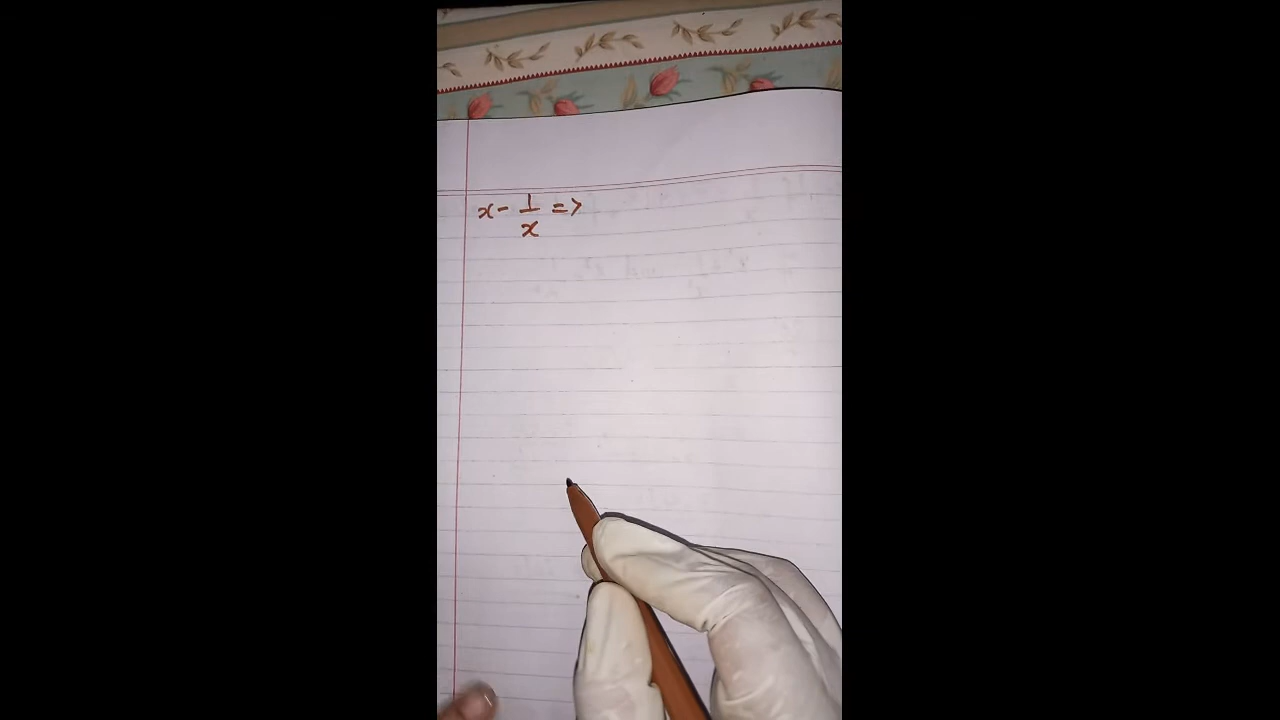 x - 1/x =>